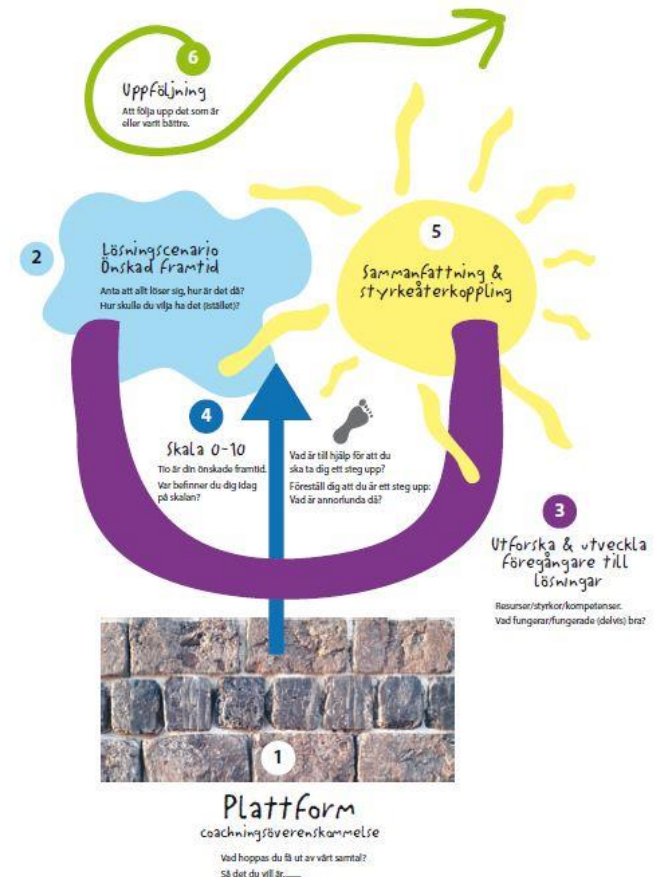 6
Uppföljning
Att följa upp det som är
eller varit bättre.
2
Lösningscenario
Önskad framtid
Anta att allt löser sig, hur är det då?
Hur skulle du vilja ha det (istället)?
5
Sammanfattning &
styrkeåterkoppling
4
Skala 0-10
Tio är din önskade framtid.
Var befinner du dig idag
på skalan?
Vad är till hjälp för att du
ska ta dig ett steg upp?
Föreställ dig att du är ett steg upp:
Vad är annorlunda då?
3
Utforska & utveckla
föregångare till
lösningar
Resurser/styrkor/kompetenser.
Vad fungerar/fungerade (delvis) bra?
1
Plattform
coachningsöverenskommelse
Vad hoppas du få ut av vårt samtal?
Så det du vill är......